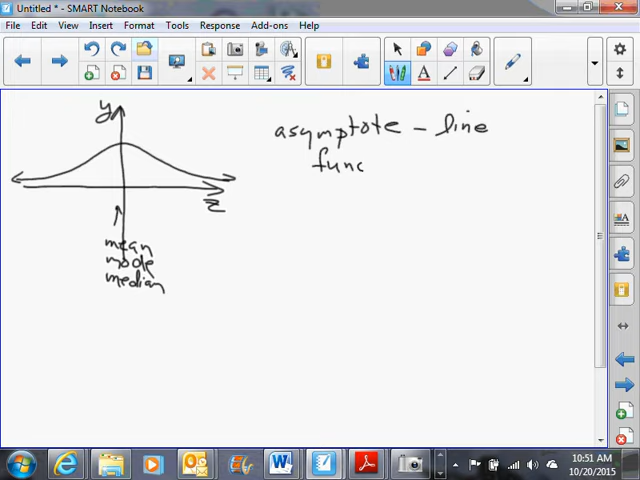 Untitled * - SMART Notebook
File Edit View Insert Format Tools Response Add-ons Help
y
asymptote - line
func
z
mean
mode
median
10:51 AM
10/20/2015